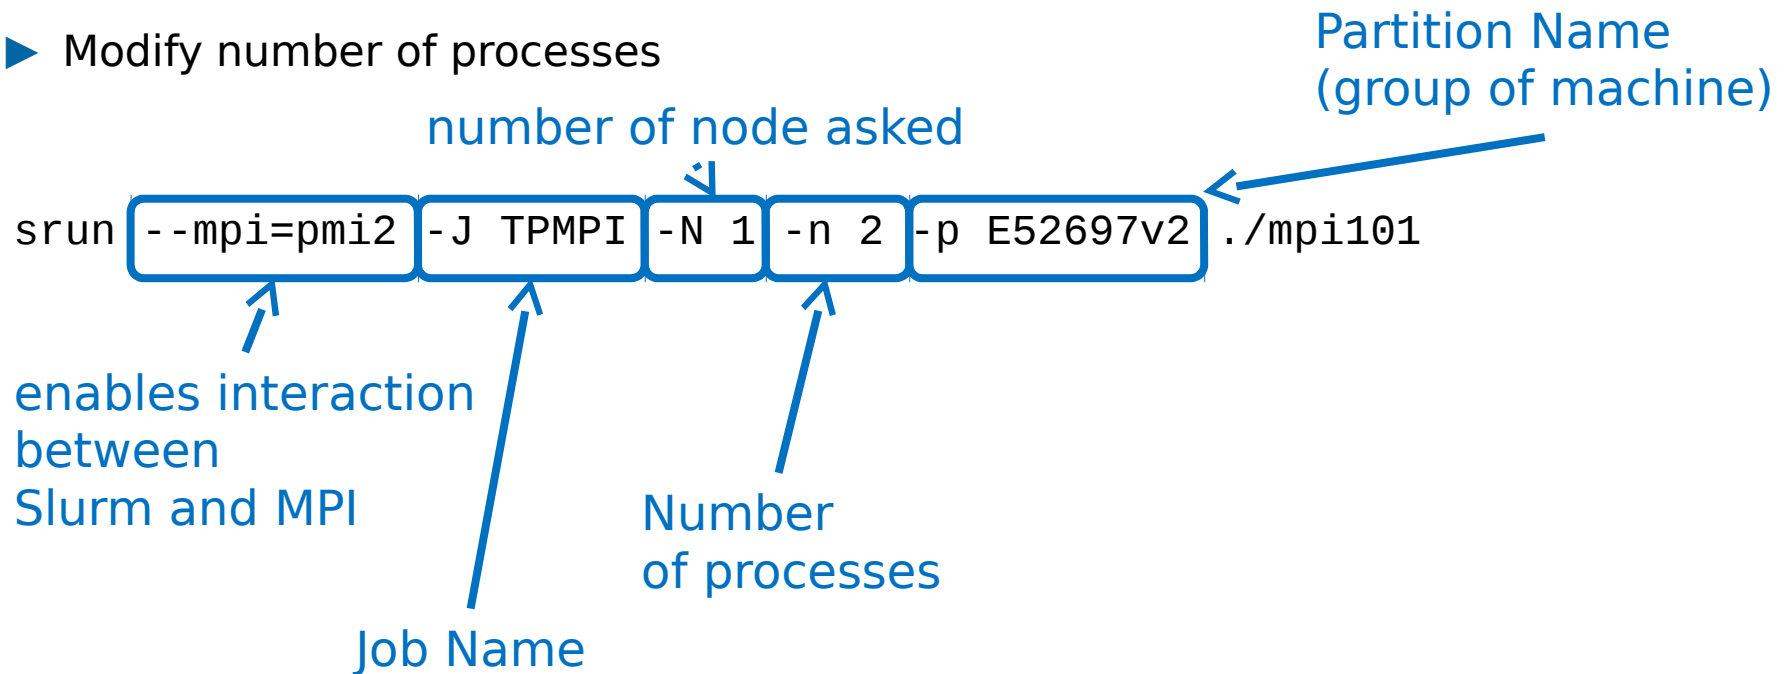 ▶ Modify number of processes
Partition Name
(group of machine)
number of node asked
srun --mpi=pmi2 -J TPMPI -N 1 -n 2 -p E52697v2 ./mpi101
enables interaction
between
Slurm and MPI
Number
of processes
Job Name